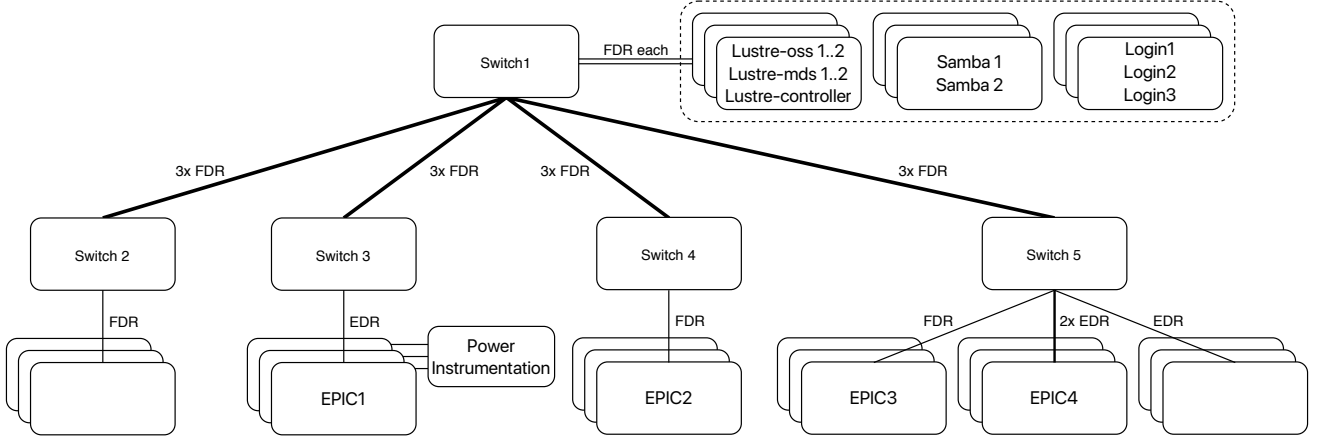 Switch1
FDR each
Lustre-oss 1..2
Lustre-mds 1..2
Lustre-controller
Samba 1
Samba 2
Login1
Login2
Login3
3x FDR
3x FDR
3x FDR
3x FDR
Switch 2
Switch 3
Switch 4
Switch 5
FDR
EDR
FDR
FDR
2x EDR
EDR
Power
Instrumentation
EPIC1
EPIC2
EPIC3
EPIC4